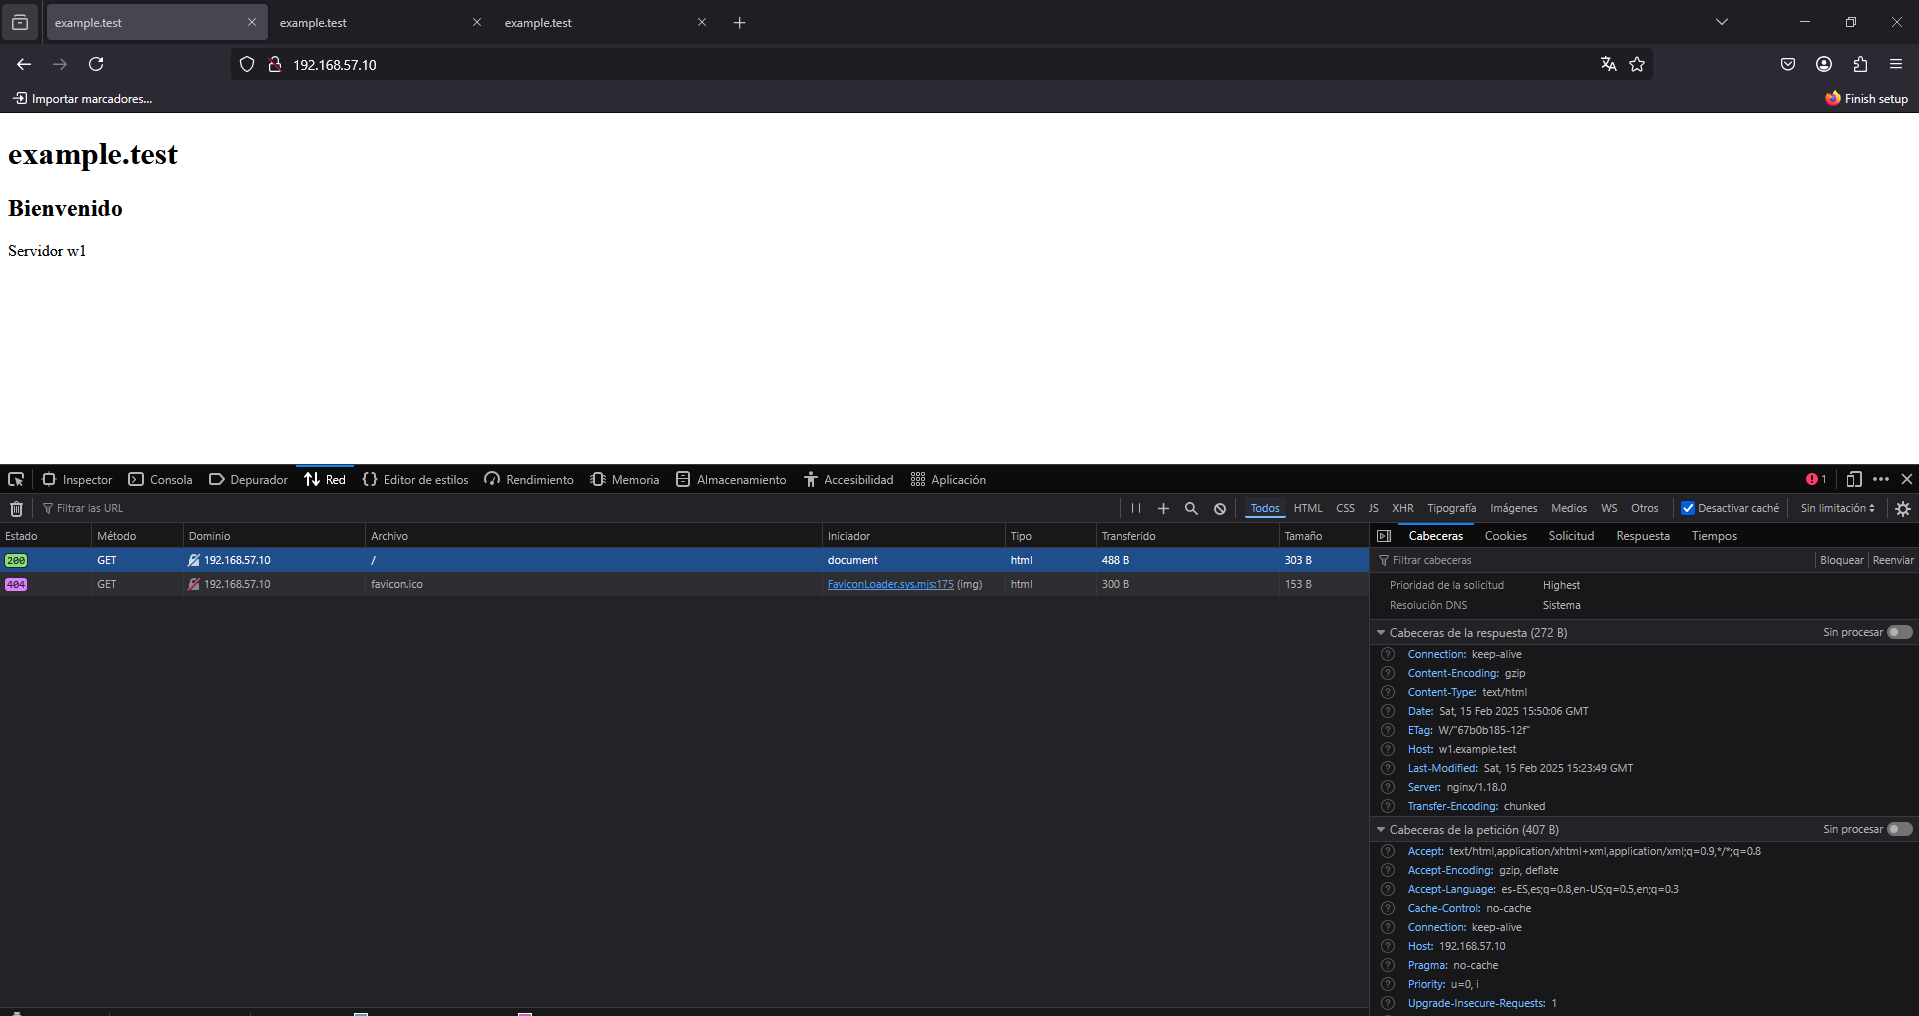 example.test
example.test
example.test
192.168.57.10
Importar marcadores...
Finish setup
example.test
Bienvenido
Servidor w1
Inspector Consola Depurador Red Editor de estilos Rendimiento Memoria Almacenamiento Accesibilidad Aplicación 1
Filtrar las URL
Todos HTML CSS JS XHR Tipografía Imágenes Medios WS Otros Desactivar caché Sin limitación
Estado Método Dominio Archivo Iniciador Tipo Transferido Tamaño
200 GET 192.168.57.10 / document html 488 B 303 B
404 GET 192.168.57.10 favicon.ico FaviconLoader.sys.mjs:175 (img) html 300 B 153 B
Cabeceras Cookies Solicitud Respuesta Tiempos
Filtrar cabeceras Bloquear Reenviar
Prioridad de la solicitud Highest
Resolución DNS Sistema
Cabeceras de la respuesta (272 B) Sin procesar
Connection: keep-alive
Content-Encoding: gzip
Content-Type: text/html
Date: Sat, 15 Feb 2025 15:50:06 GMT
ETag: W/"67b0b185-12f"
Host: w1.example.test
Last-Modified: Sat, 15 Feb 2025 15:23:49 GMT
Server: nginx/1.18.0
Transfer-Encoding: chunked
Cabeceras de la petición (407 B) Sin procesar
Accept: text/html,application/xhtml+xml,application/xml;q=0.9,*/*;q=0.8
Accept-Encoding: gzip, deflate
Accept-Language: es-ES,es;q=0.8,en-US;q=0.5,en;q=0.3
Cache-Control: no-cache
Connection: keep-alive
Host: 192.168.57.10
Pragma: no-cache
Priority: u=0, i
Upgrade-Insecure-Requests: 1